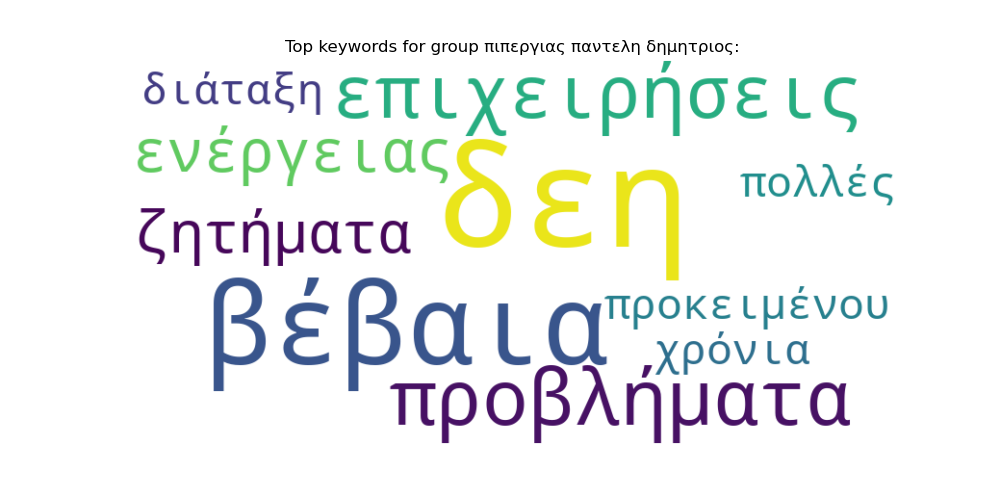 Top keywords for group πιπεργιας παντελη δημητριος:
διάταξη
επιχειρήσεις
ενέργειας
δεη
πολλές
ζητήματα
βέβαια
προκειμένου
χρόνια
προβλήματα